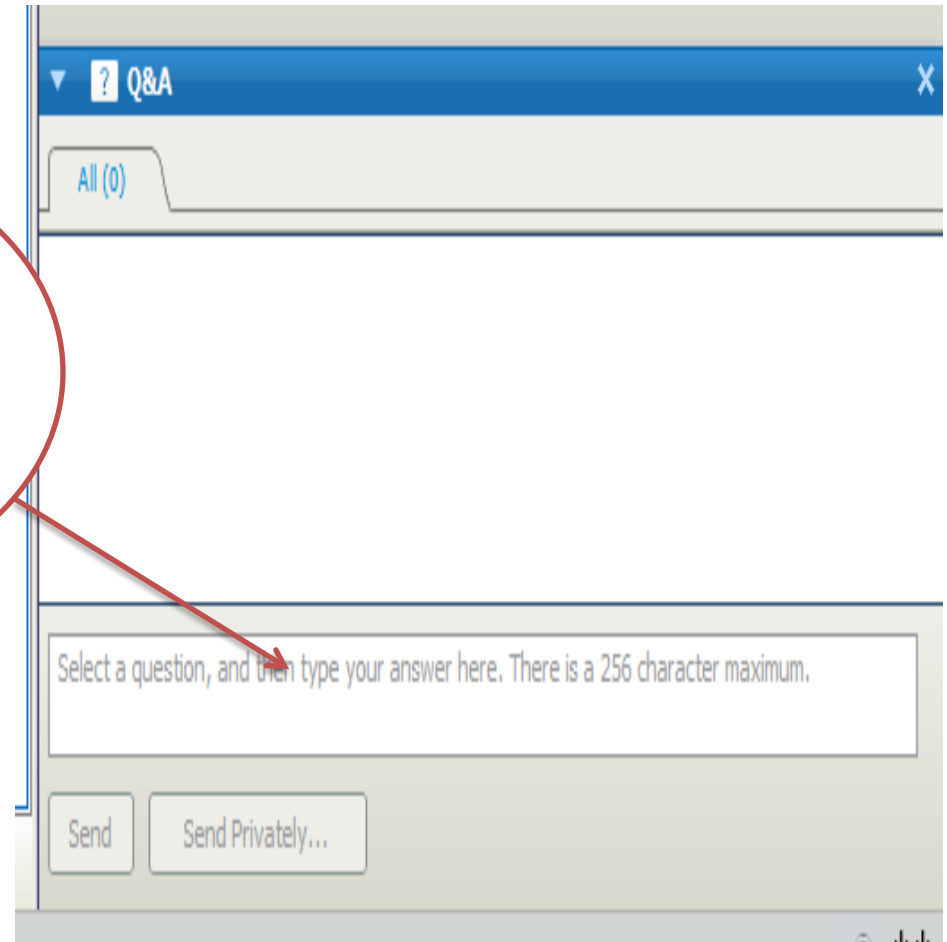 ? Q&A X
All (0)
Select a question, and then type your answer here. There is a 256 character maximum.
Send Send Privately...